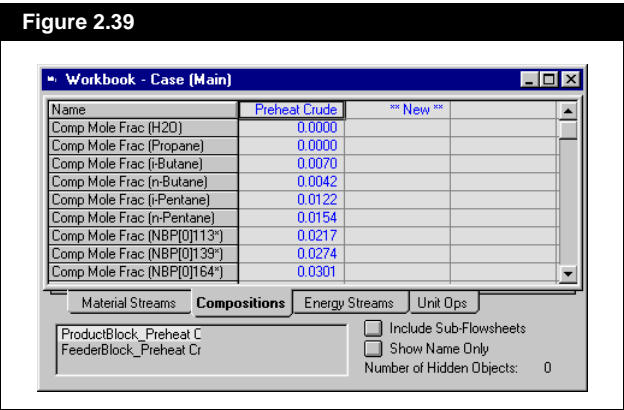 Figure 2.39
Workbook - Case (Main)
Name Preheat Crude ** New **
Comp Mole Frac (H2O) 0.0000
Comp Mole Frac (Propane) 0.0000
Comp Mole Frac (i-Butane) 0.0070
Comp Mole Frac (n-Butane) 0.0042
Comp Mole Frac (i-Pentane) 0.0122
Comp Mole Frac (n-Pentane) 0.0154
Comp Mole Frac (NBP[0]113*) 0.0217
Comp Mole Frac (NBP[0]139*) 0.0274
Comp Mole Frac (NBP[0]164*) 0.0301
Material Streams Compositions Energy Streams Unit Ops
ProductBlock_Preheat C
FeederBlock_Preheat Cr
Include Sub-Flowsheets
Show Name Only
Number of Hidden Objects: 0